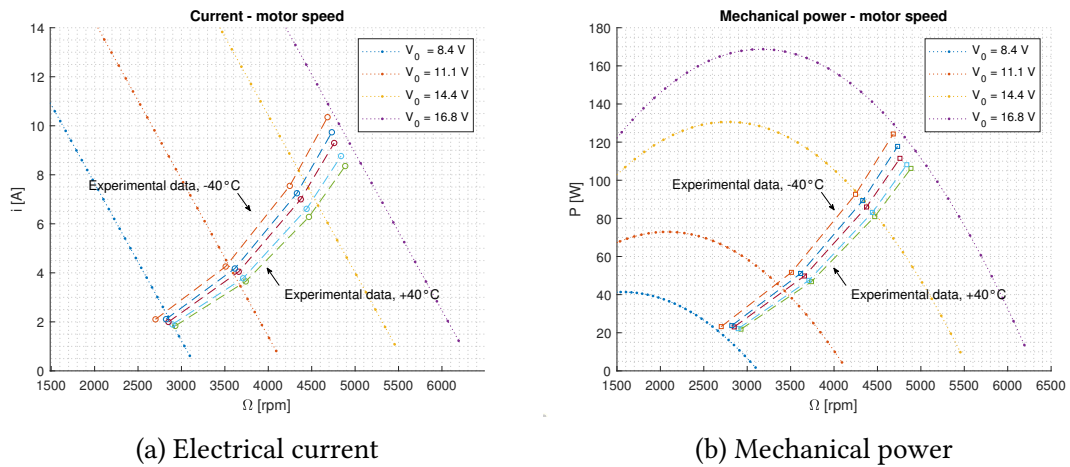 Current - motor speed
14
12
10
8
6
4
2
0
i [A]
1500 2000 2500 3000 3500 4000 4500 5000 5500 6000
Ω [rpm]
V0 = 8.4 V
V0 = 11.1 V
V0 = 14.4 V
V0 = 16.8 V
Experimental data, -40°C
Experimental data, +40°C
(a) Electrical current
Mechanical power - motor speed
180
160
140
120
100
80
60
40
20
0
P [W]
1500 2000 2500 3000 3500 4000 4500 5000 5500 6000 6500
Ω [rpm]
V0 = 8.4 V
V0 = 11.1 V
V0 = 14.4 V
V0 = 16.8 V
Experimental data, -40°C
Experimental data, +40°C
(b) Mechanical power